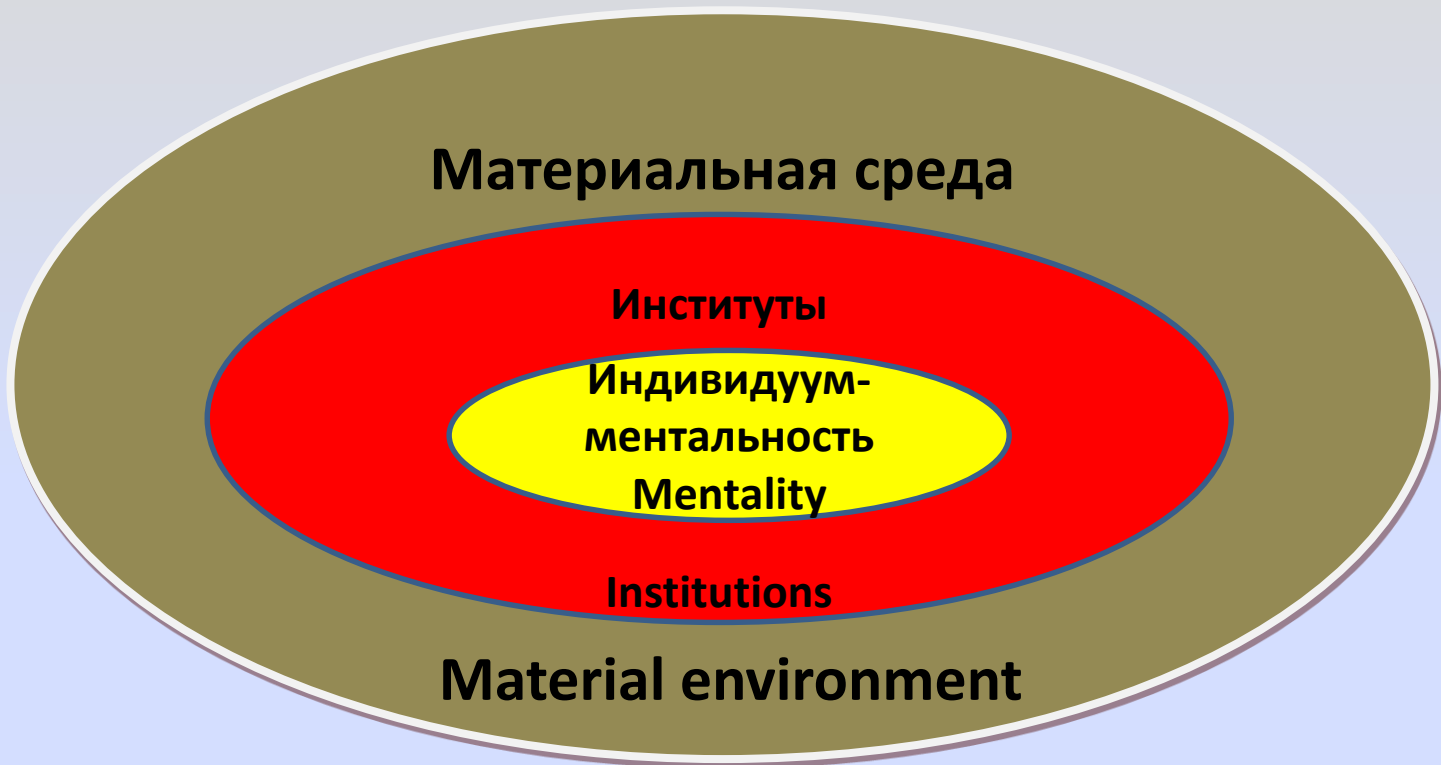 Материальная среда
Институты
Индивидуум-
ментальность
Mentality
Institutions
Material environment